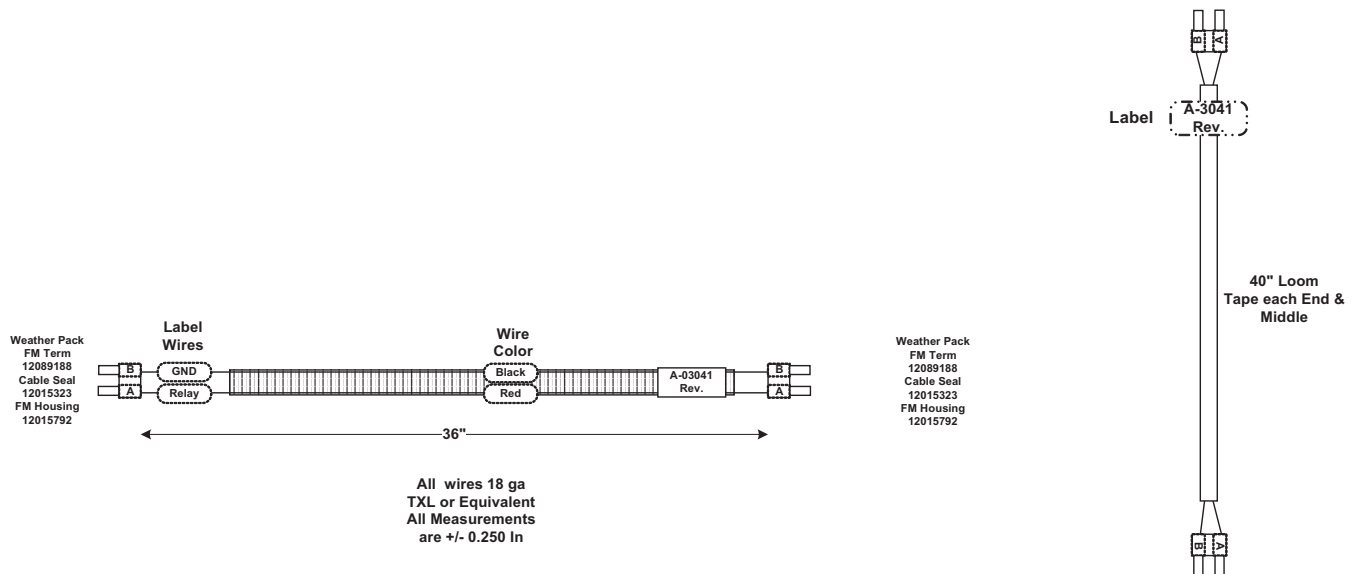 Weather Pack
FM Term
12089188
Cable Seal
12015323
FM Housing
12015792
B
A
Label
Wires
GND
Relay
Wire
Color
Black
Red
A-03041
Rev.
B
A
36"
All wires 18 ga
TXL or Equivalent
All Measurements
are +/- 0.250 In
Weather Pack
FM Term
12089188
Cable Seal
12015323
FM Housing
12015792
B
A
Label
A-3041
Rev.
40" Loom
Tape each End &
Middle
B
A